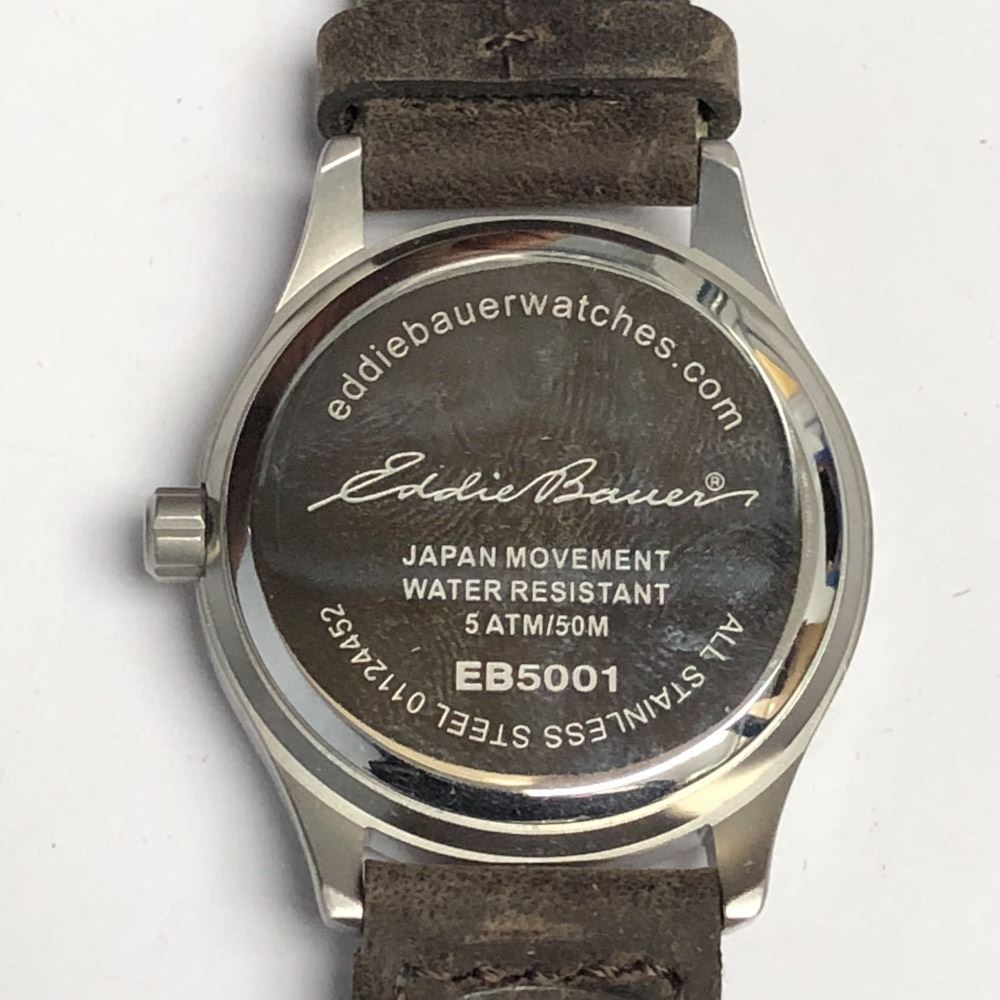 eddiebauerwatches.com
Eddie Bauer®
JAPAN MOVEMENT
WATER RESISTANT
5 ATM/50M
EB5001
ALL STAINLESS STEEL 01124452